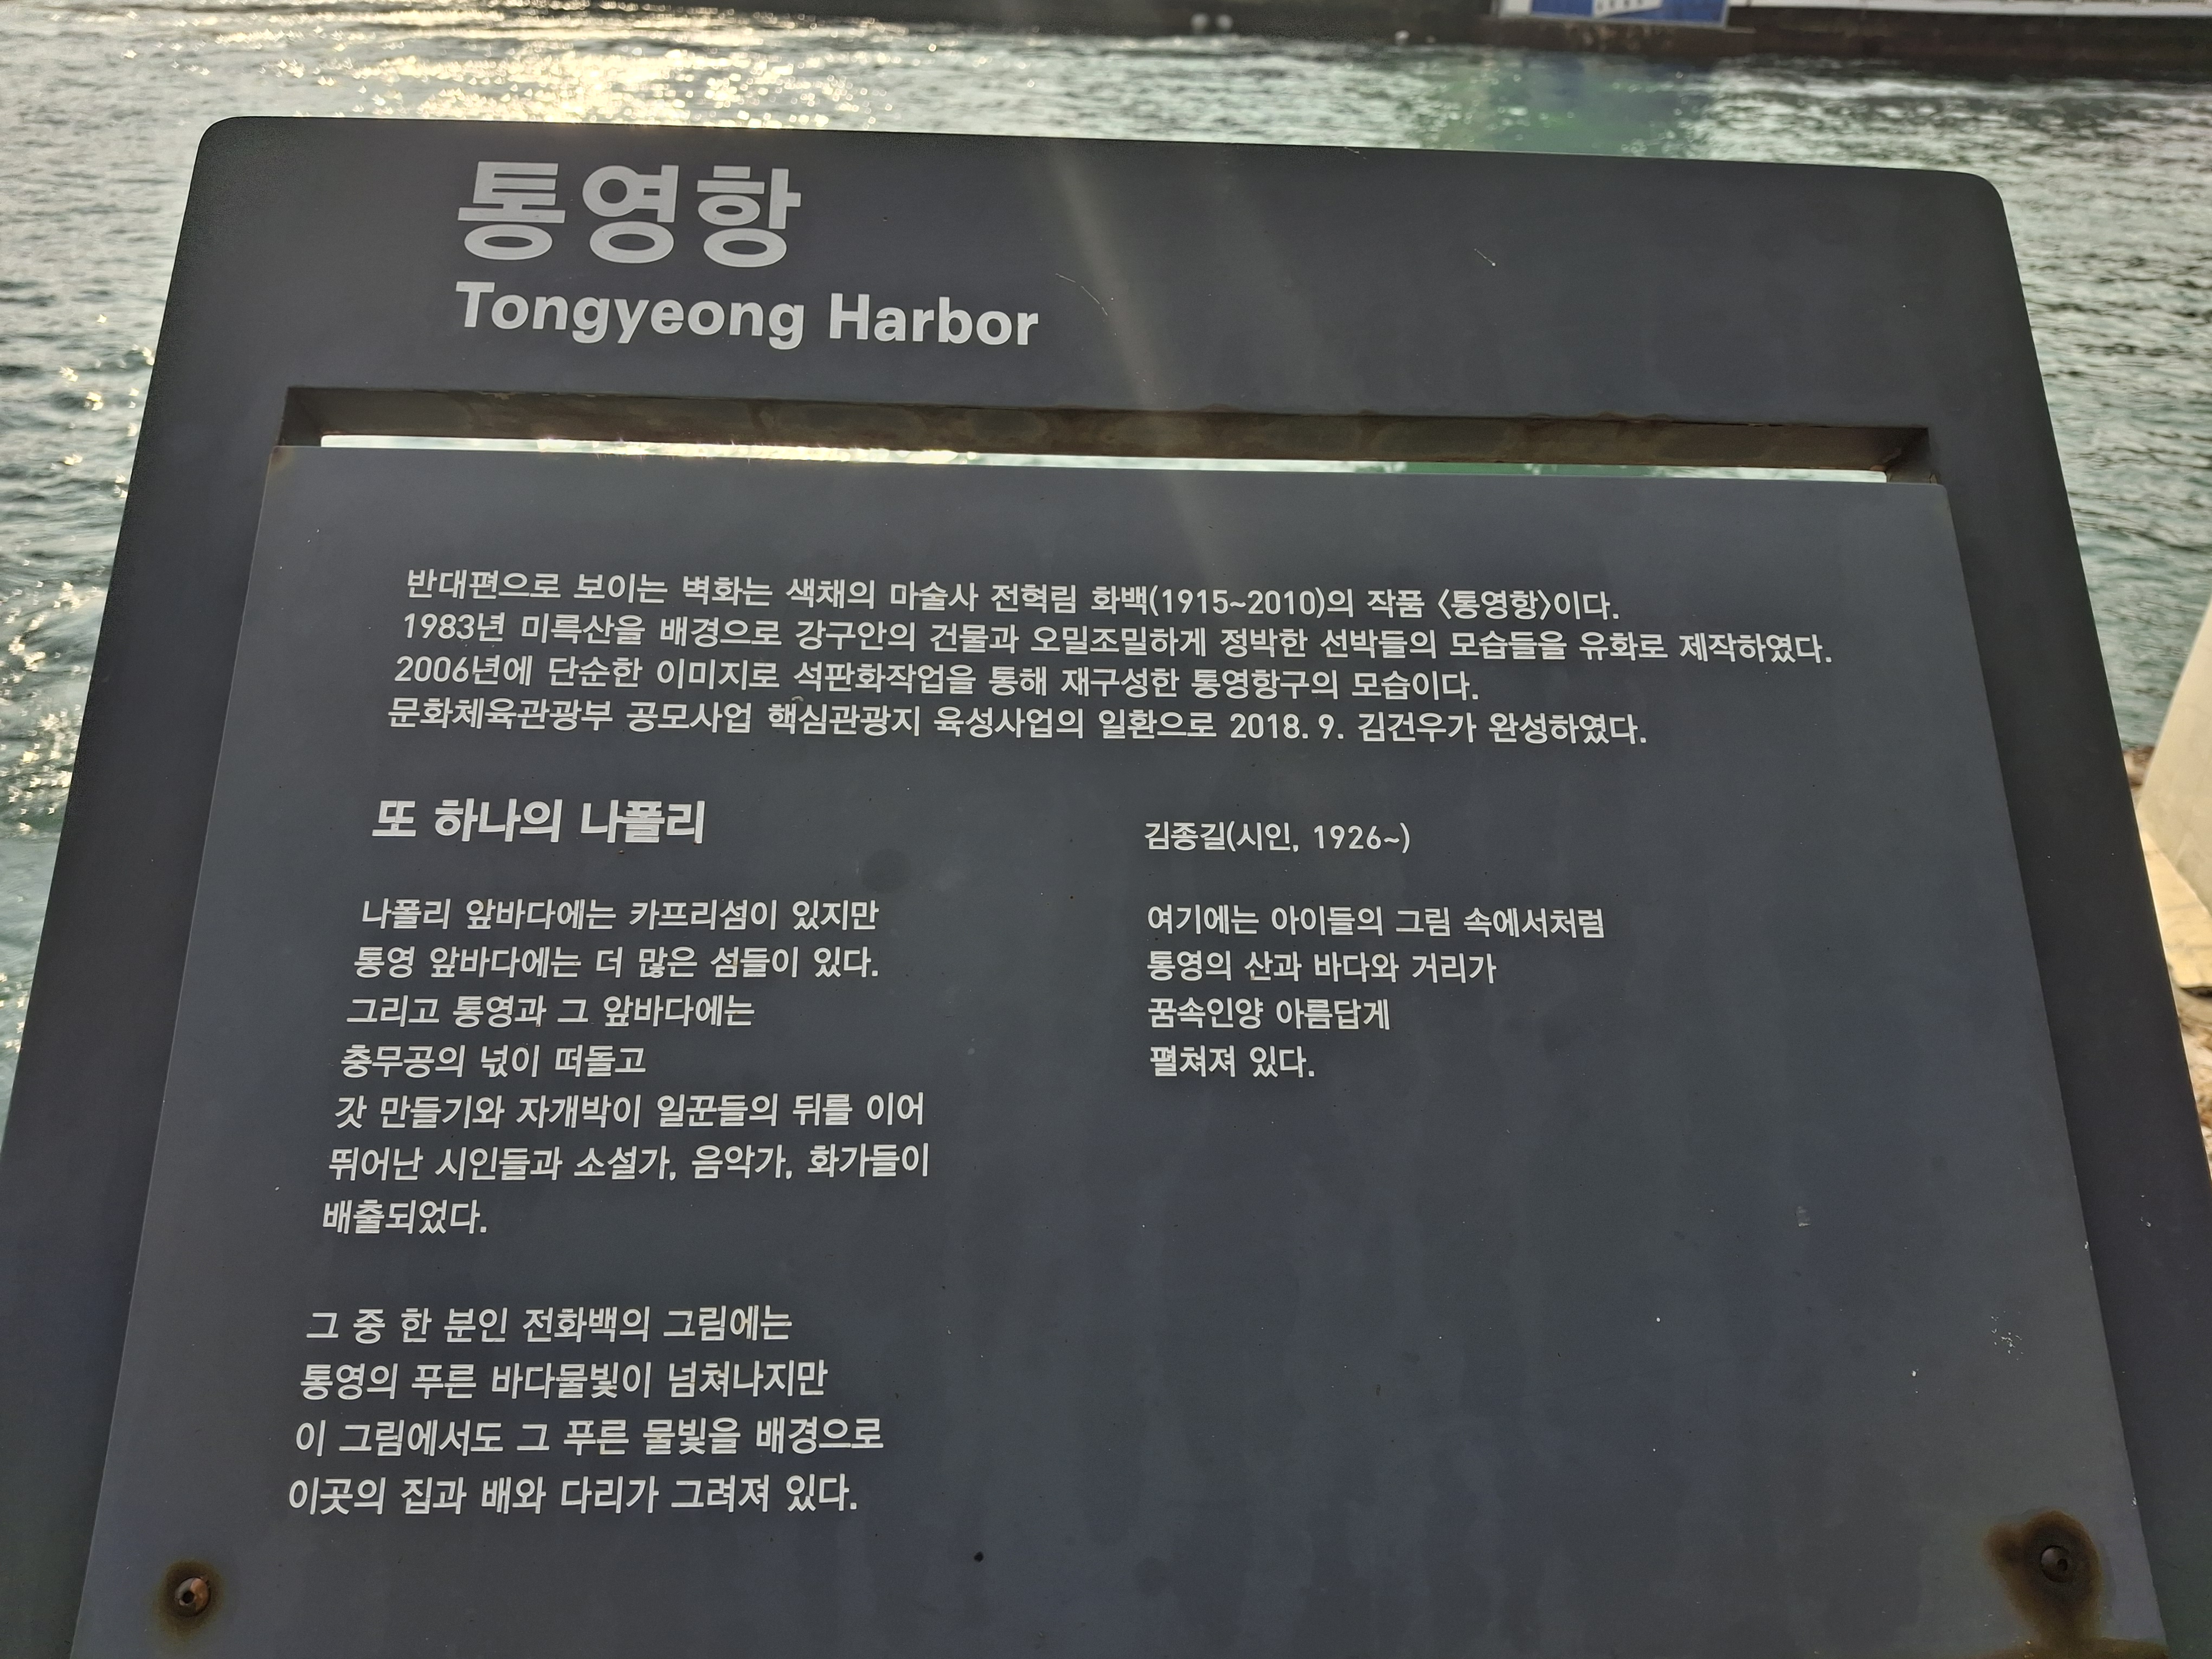 통영항
Tongyeong Harbor
반대편으로 보이는 벽화는 색채의 마술사 전혁림 화백(1915~2010)의 작품 <통영항>이다.
1983년 미륵산을 배경으로 강구안의 건물과 오밀조밀하게 정박한 선박들의 모습들을 유화로 제작하였다.
2006년에 단순한 이미지로 석판화작업을 통해 재구성한 통영항구의 모습이다.
문화체육관광부 공모사업 핵심관광지 육성사업의 일환으로 2018. 9. 김건우가 완성하였다.
또 하나의 나폴리
김종길(시인, 1926~)
나폴리 앞바다에는 카프리섬이 있지만
통영 앞바다에는 더 많은 섬들이 있다.
그리고 통영과 그 앞바다에는
충무공의 넋이 떠돌고
갓 만들기와 자개박이 일꾼들의 뒤를 이어
뛰어난 시인들과 소설가, 음악가, 화가들이
배출되었다.
그 중 한 분인 전화백의 그림에는
통영의 푸른 바다물빛이 넘쳐나지만
이 그림에서도 그 푸른 물빛을 배경으로
이곳의 집과 배와 다리가 그려져 있다.
여기에는 아이들의 그림 속에서처럼
통영의 산과 바다와 거리가
꿈속인양 아름답게
펼쳐져 있다.